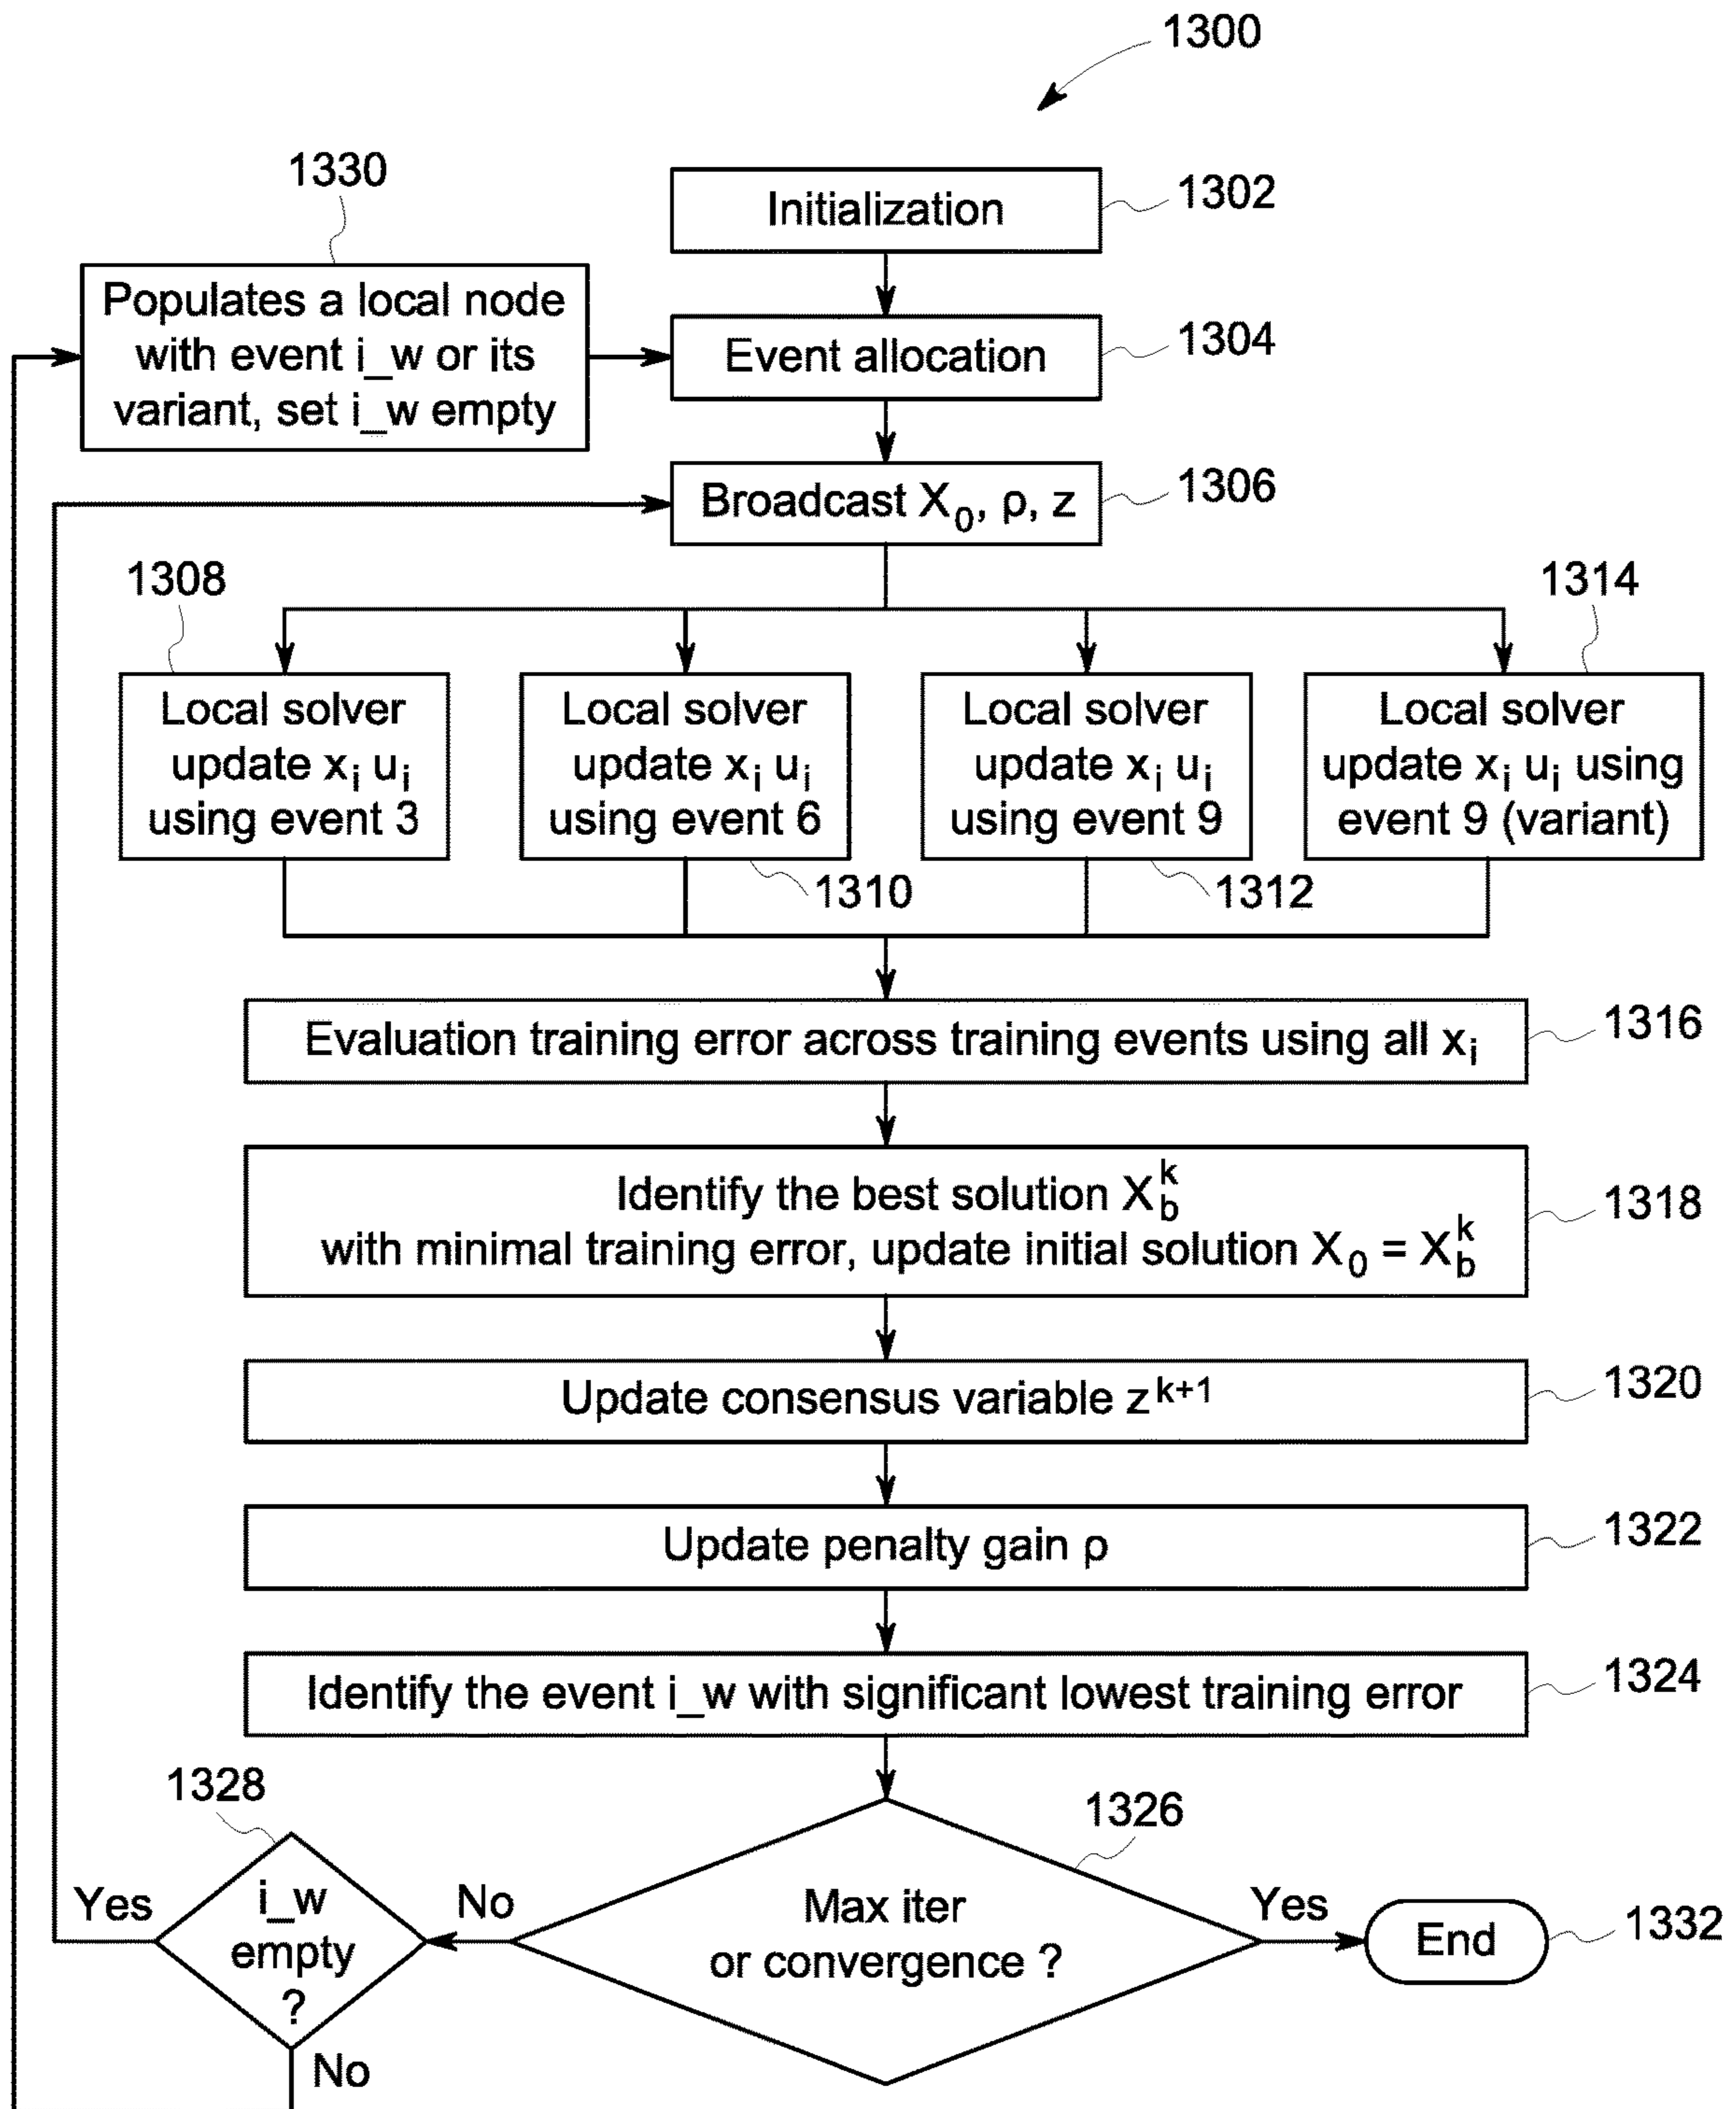 1300
1330
Populates a local node
with event i_w or its
variant, set i_w empty
Initialization
1302
Event allocation
1304
Broadcast X₀, ρ, z
1306
1308
Local solver
update xᵢ uᵢ
using event 3
Local solver
update xᵢ uᵢ
using event 6
1310
Local solver
update xᵢ uᵢ
using event 9
1312
1314
Local solver
update xᵢ uᵢ using
event 9 (variant)
Evaluation training error across training events using all xᵢ
1316
Identify the best solution X_b^k
with minimal training error, update initial solution X₀ = X_b^k
1318
Update consensus variable z^k+1
1320
Update penalty gain ρ
1322
Identify the event i_w with significant lowest training error
1324
1326
Max iter
or convergence ?
Yes
End
1332
No
1328
i_w
empty
?
Yes
No